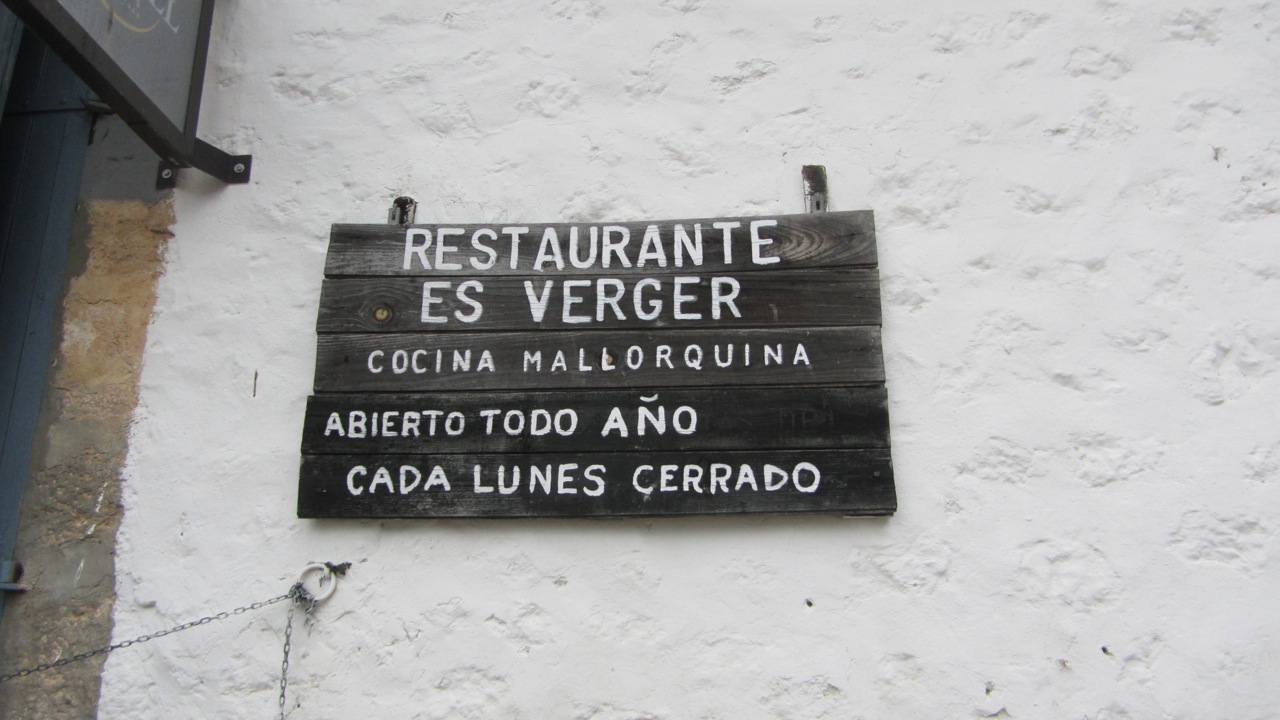 RESTAURANTE
ES VERGER
COCINA MALLORQUINA
ABIERTO TODO AÑO
CADA LUNES CERRADO